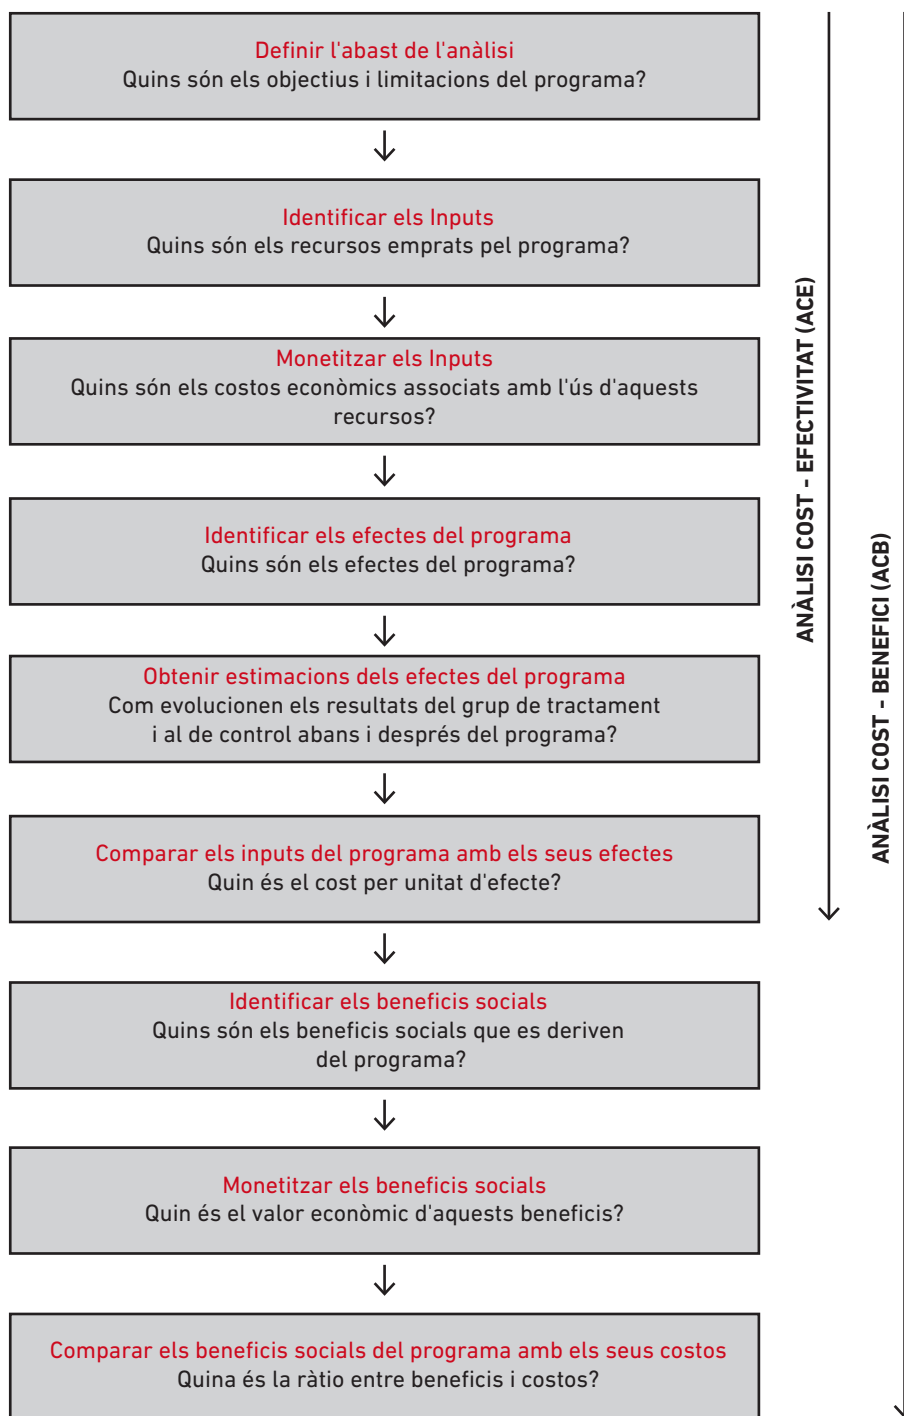 Definir l'abast de l'anàlisi
Quins són els objectius i limitacions del programa?
Identificar els Inputs
Quins són els recursos emprats pel programa?
Monetitzar els Inputs
Quins són els costos econòmics associats amb l'ús d'aquests
recursos?
Identificar els efectes del programa
Quins són els efectes del programa?
Obtenir estimacions dels efectes del programa
Com evolucionen els resultats del grup de tractament
i al de control abans i després del programa?
Comparar els inputs del programa amb els seus efectes
Quin és el cost per unitat d'efecte?
Identificar els beneficis socials
Quins són els beneficis socials que es deriven
del programa?
Monetitzar els beneficis socials
Quin és el valor econòmic d'aquests beneficis?
Comparar els beneficis socials del programa amb els seus costos
Quina és la ràtio entre beneficis i costos?
ANÀLISI COST - EFECTIVITAT (ACE)
ANÀLISI COST - BENEFICI (ACB)